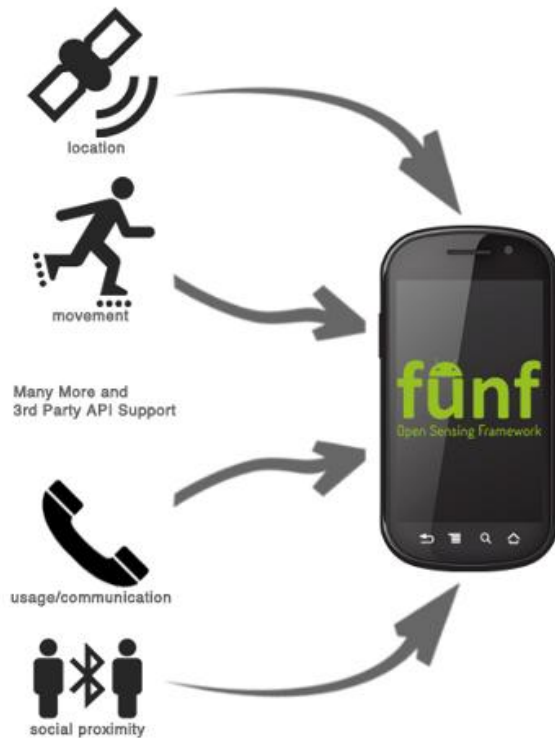 location
movement
Many More and
3rd Party API Support
usage/communication
social proximity
funf
Open Sensing Framework